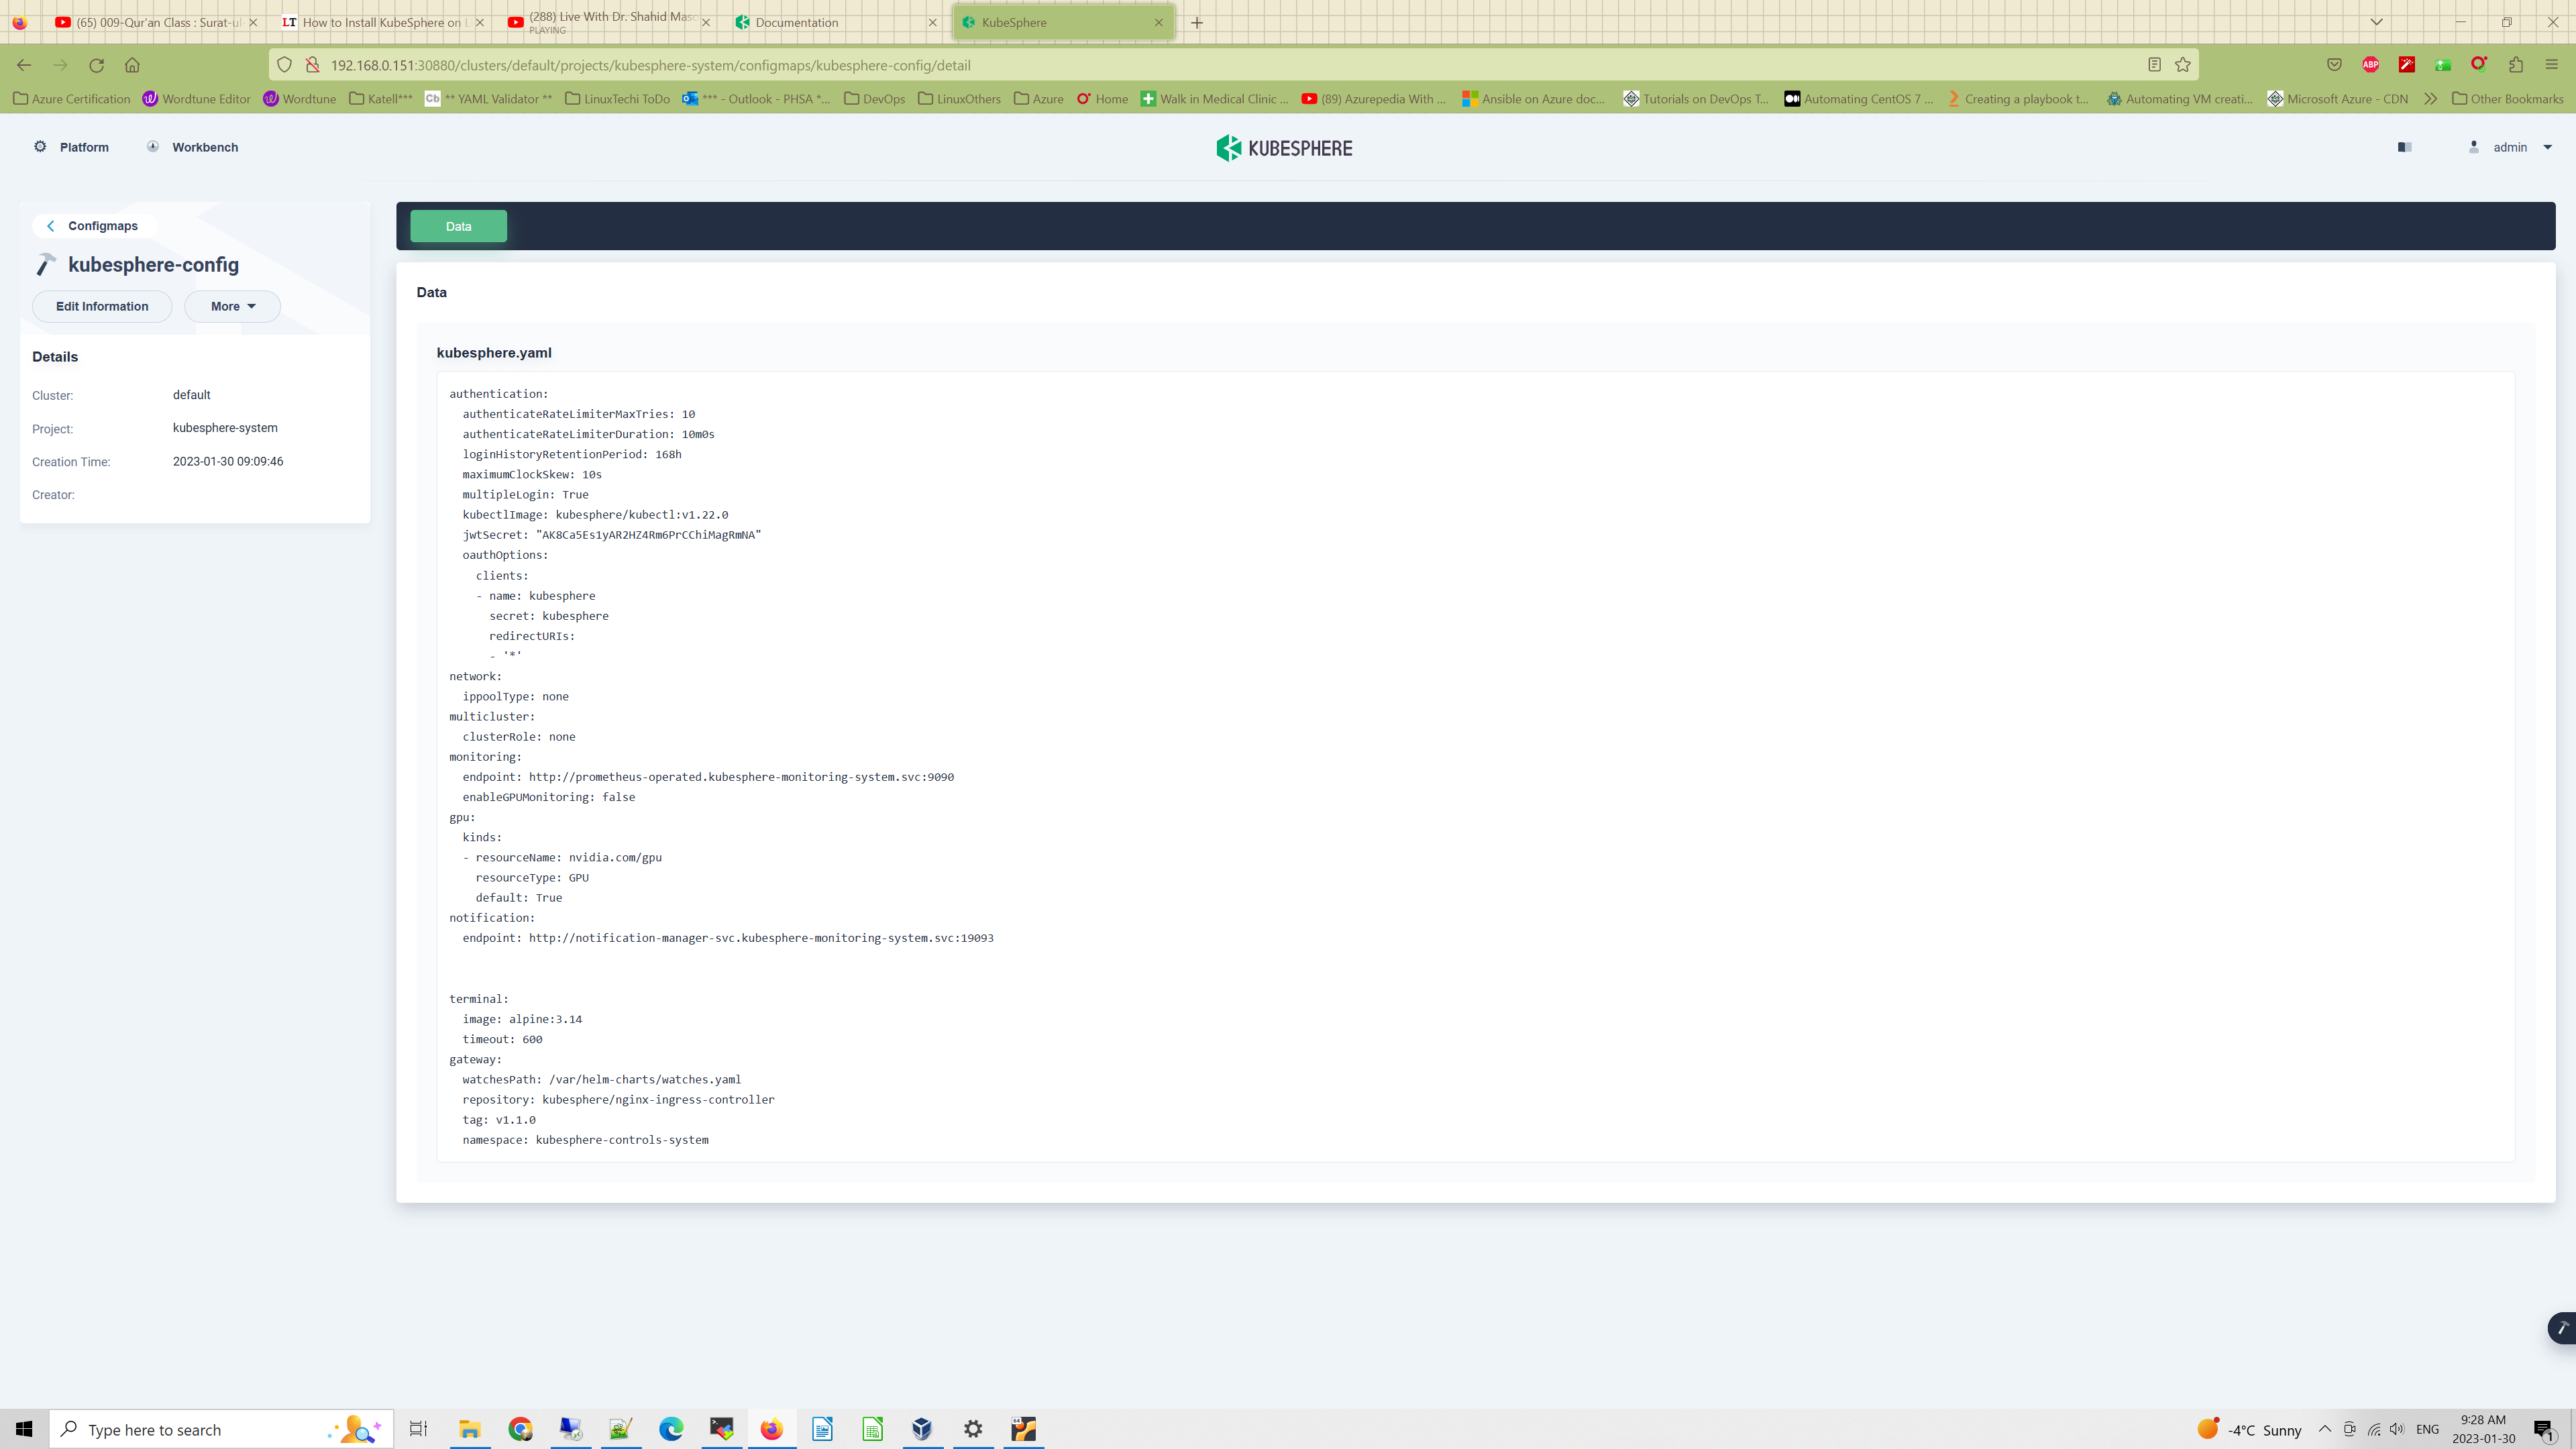 (65) 009-Qur'an Class : Surat-ul
How to Install KubeSphere on L
(288) Live With Dr. Shahid Maso
PLAYING
Documentation
KubeSphere
192.168.0.151:30880/clusters/default/projects/kubesphere-system/configmaps/kubesphere-config/detail
ABP
Azure Certification
Wordtune Editor
Wordtune
Katell***
Cb
** YAML Validator **
LinuxTechi ToDo
*** - Outlook - PHSA *...
DevOps
LinuxOthers
Azure
Home
Walk in Medical Clinic ...
(89) Azurepedia With ...
Ansible on Azure doc...
Tutorials on DevOps T...
Automating CentOS 7 ...
Creating a playbook t...
Automating VM creati...
Microsoft Azure - CDN
Other Bookmarks
Platform
Workbench
KUBESPHERE
admin
Configmaps
kubesphere-config
Edit Information
More
Details
Cluster: default
Project: kubesphere-system
Creation Time: 2023-01-30 09:09:46
Creator:
Data
Data
kubesphere.yaml
authentication:
  authenticateRateLimiterMaxTries: 10
  authenticateRateLimiterDuration: 10m0s
  loginHistoryRetentionPeriod: 168h
  maximumClockSkew: 10s
  multipleLogin: True
  kubectlImage: kubesphere/kubectl:v1.22.0
  jwtSecret: "AK8Ca5Es1yAR2HZ4Rm6PrCChiMagRmNA"
  oauthOptions:
    clients:
    - name: kubesphere
      secret: kubesphere
      redirectURIs:
      - '*'
network:
  ippoolType: none
multicluster:
  clusterRole: none
monitoring:
  endpoint: http://prometheus-operated.kubesphere-monitoring-system.svc:9090
  enableGPUMonitoring: false
gpu:
  kinds:
  - resourceName: nvidia.com/gpu
    resourceType: GPU
    default: True
notification:
  endpoint: http://notification-manager-svc.kubesphere-monitoring-system.svc:19093
terminal:
  image: alpine:3.14
  timeout: 600
gateway:
  watchesPath: /var/helm-charts/watches.yaml
  repository: kubesphere/nginx-ingress-controller
  tag: v1.1.0
  namespace: kubesphere-controls-system
Type here to search
-4°C Sunny
ENG
9:28 AM
2023-01-30
1